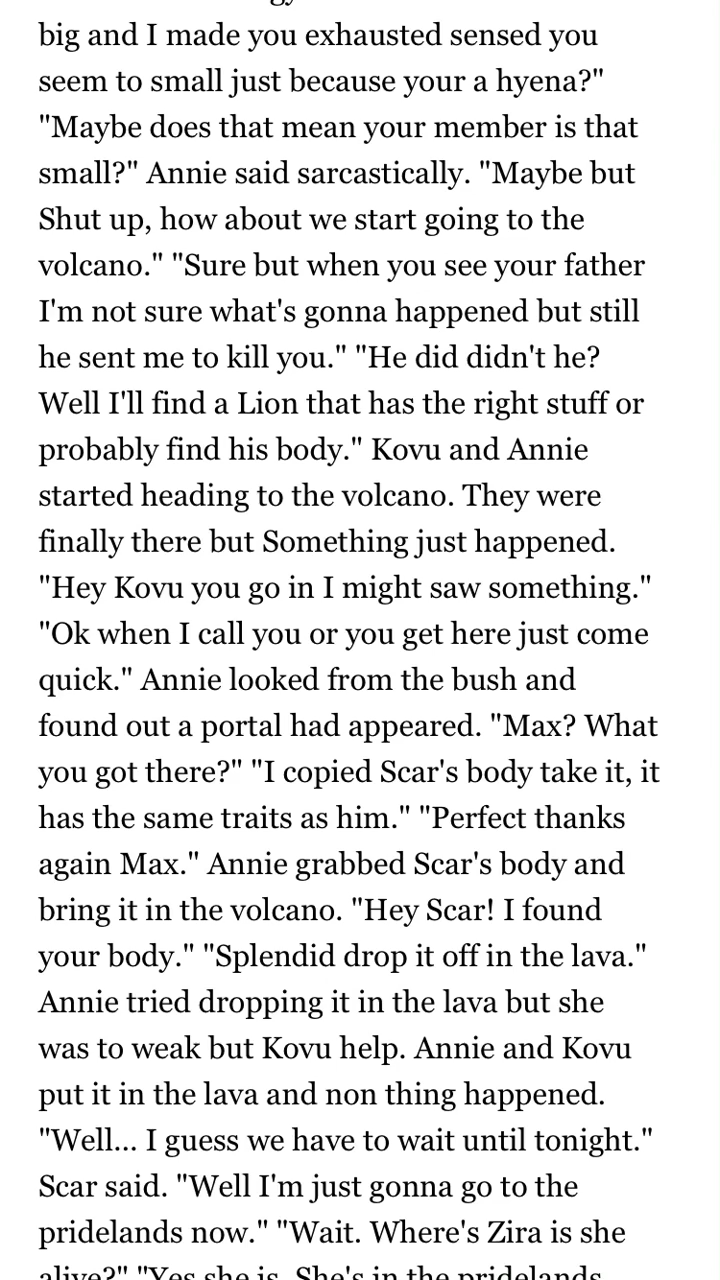 big and I made you exhausted sensed you
seem to small just because your a hyena?"
"Maybe does that mean your member is that
small?" Annie said sarcastically. "Maybe but
Shut up, how about we start going to the
volcano." "Sure but when you see your father
I'm not sure what's gonna happened but still
he sent me to kill you." "He did didn't he?
Well I'll find a Lion that has the right stuff or
probably find his body." Kovu and Annie
started heading to the volcano. They were
finally there but Something just happened.
"Hey Kovu you go in I might saw something."
"Ok when I call you or you get here just come
quick." Annie looked from the bush and
found out a portal had appeared. "Max? What
you got there?" "I copied Scar's body take it, it
has the same traits as him." "Perfect thanks
again Max." Annie grabbed Scar's body and
bring it in the volcano. "Hey Scar! I found
your body." "Splendid drop it off in the lava."
Annie tried dropping it in the lava but she
was to weak but Kovu help. Annie and Kovu
put it in the lava and non thing happened.
"Well... I guess we have to wait until tonight."
Scar said. "Well I'm just gonna go to the
pridelands now." "Wait. Where's Zira is she
alive?" "Yes she is. She's in the pridelands